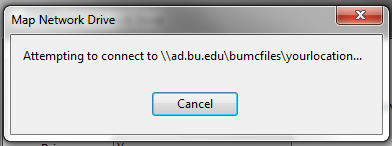 Map Network Drive
Attempting to connect to \\ad.bu.edu\bumcfiles\yourlocation...
Cancel